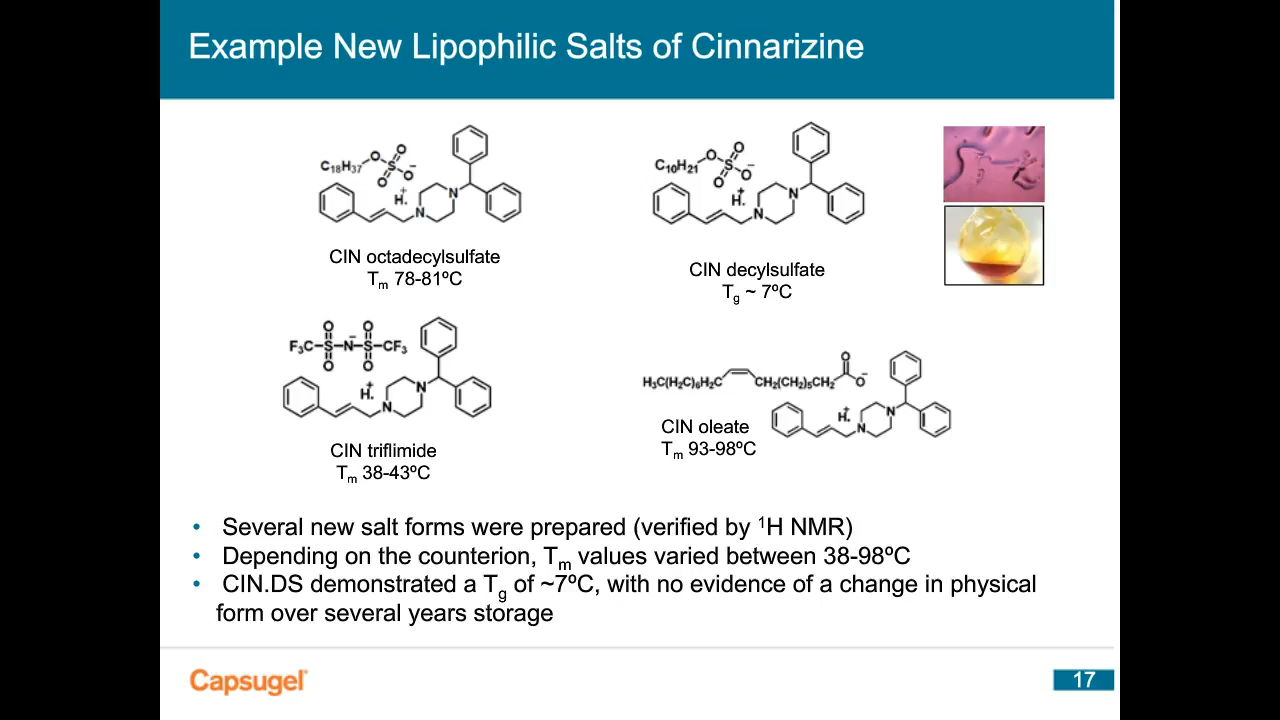 Example New Lipophilic Salts of Cinnarizine
C₁₈H₃₇ O O S O O⁻
H⁺
N N
CIN octadecylsulfate
Tₘ 78-81ºC
C₁₀H₂₁ O O S O O⁻
H⁺
N N
CIN decylsulfate
T_g ~ 7ºC
O O
F₃C-S-N⁻-S-CF₃
O O
H⁺
N N
CIN triflimide
Tₘ 38-43ºC
O
H₃C(H₂C)₆H₂C CH₂(CH₂)₅CH₂ O⁻
H⁺
N N
CIN oleate
Tₘ 93-98ºC
• Several new salt forms were prepared (verified by ¹H NMR)
• Depending on the counterion, Tₘ values varied between 38-98ºC
• CIN.DS demonstrated a T_g of ~7ºC, with no evidence of a change in physical
form over several years storage
Capsugel
17